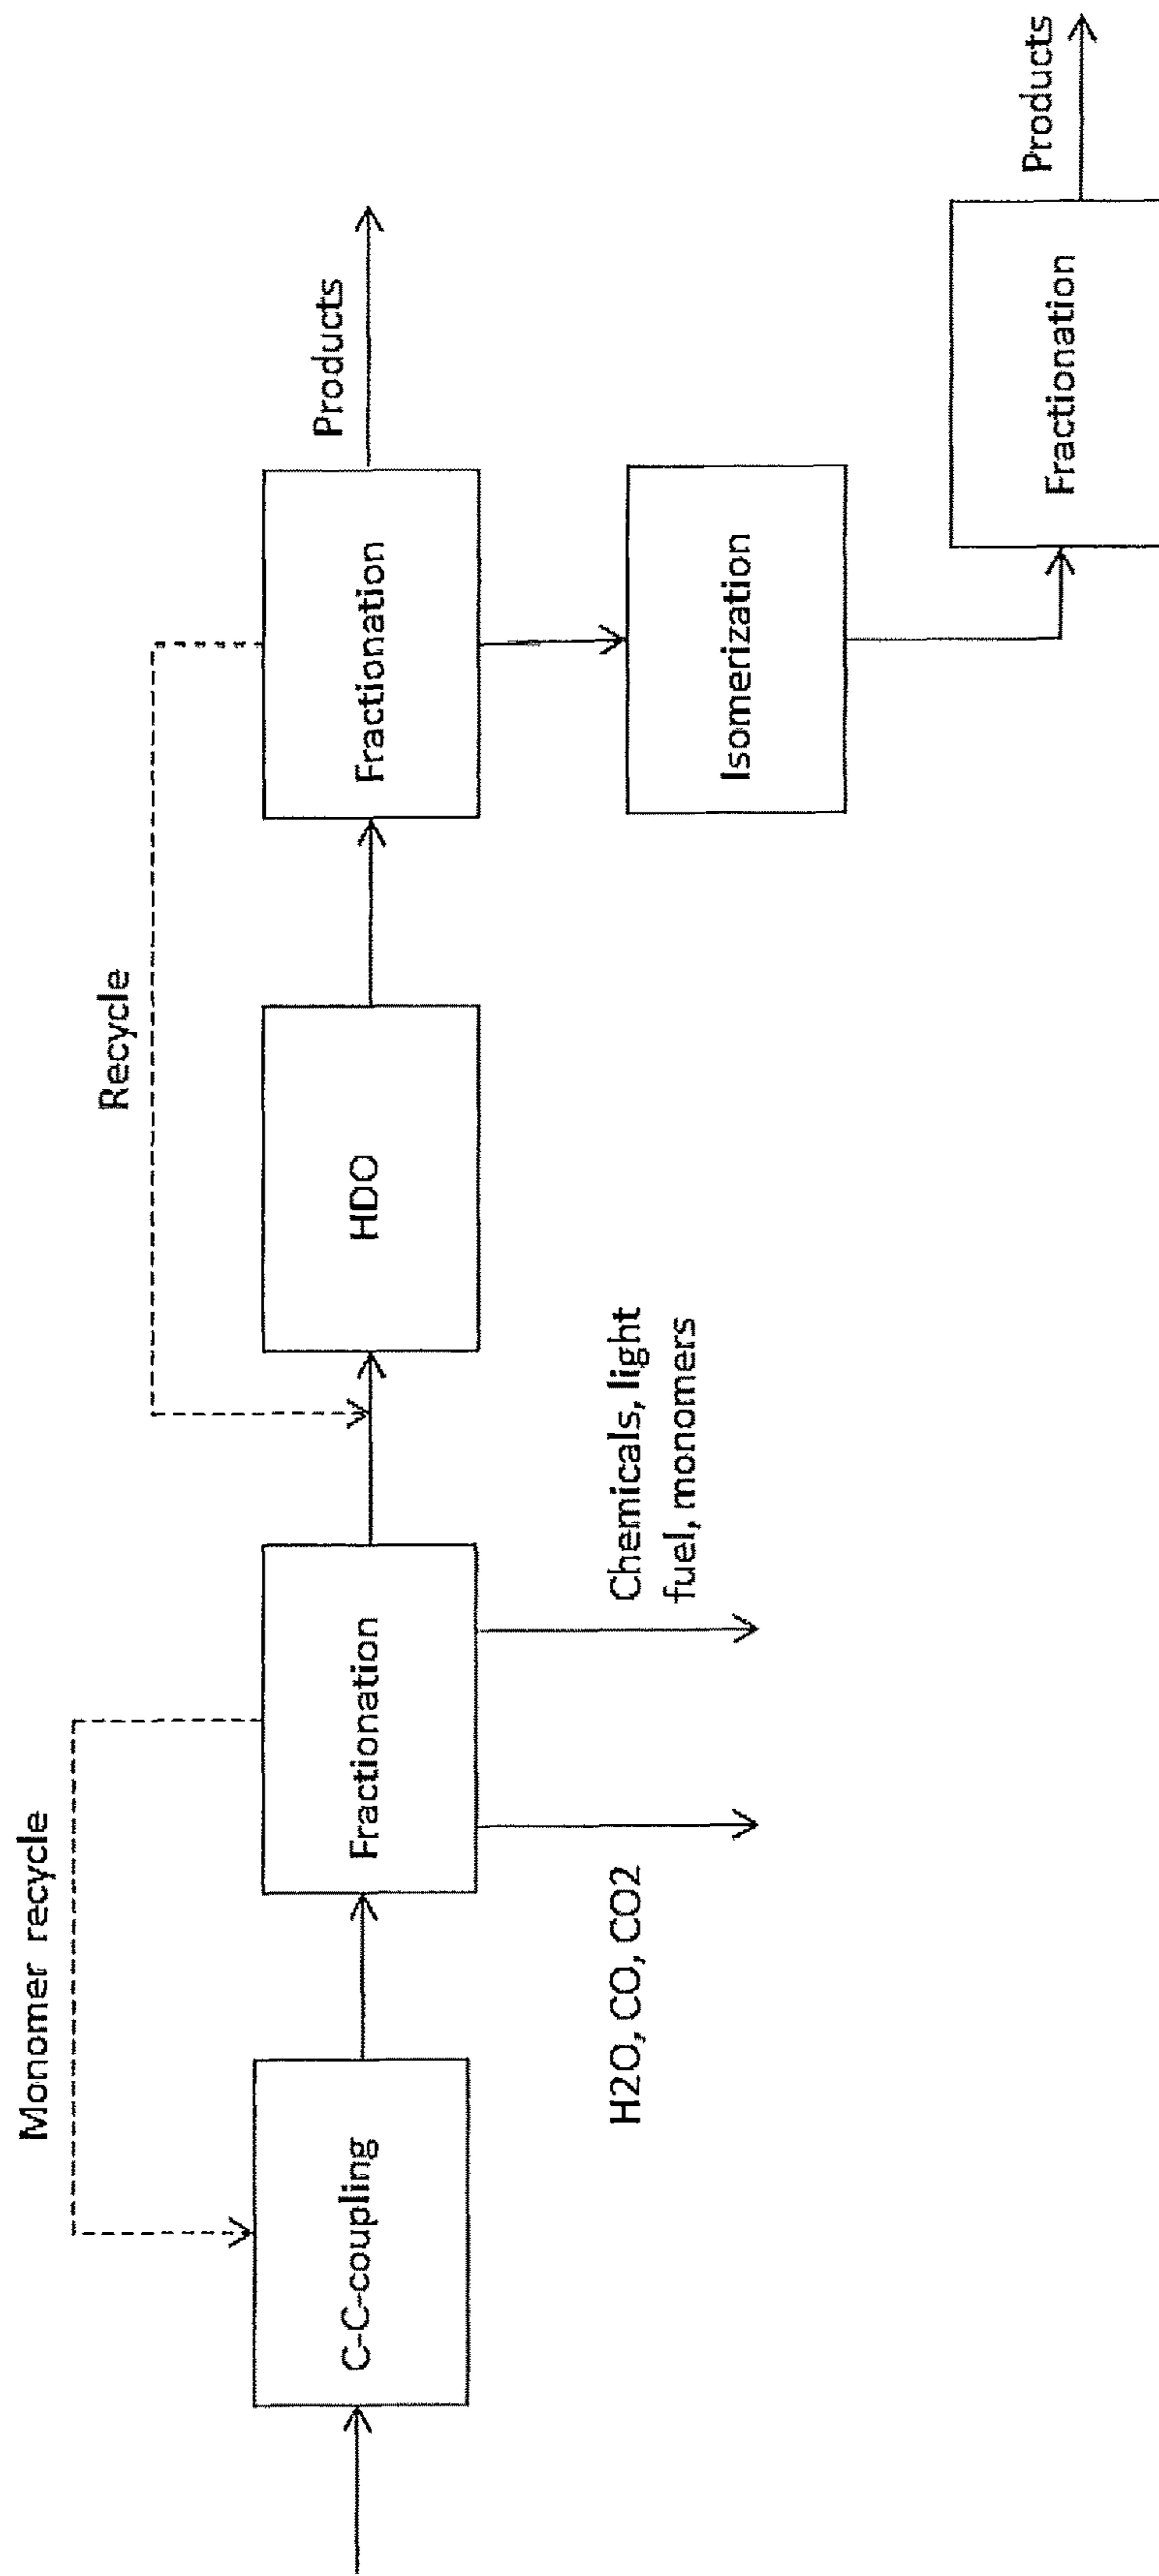 Monomer recycle
Recycle
C-C-coupling
Fractionation
HDO
Fractionation
Products
H2O, CO, CO2
Chemicals, light
fuel, monomers
Isomerization
Fractionation
Products